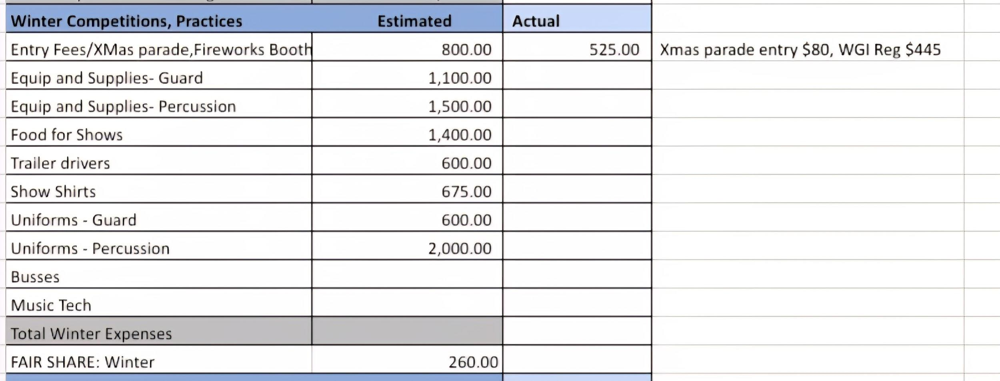 Winter Competitions, Practices Estimated Actual
Entry Fees/XMas parade,Fireworks Booth 800.00 525.00 Xmas parade entry $80, WGI Reg $445
Equip and Supplies- Guard 1,100.00
Equip and Supplies- Percussion 1,500.00
Food for Shows 1,400.00
Trailer drivers 600.00
Show Shirts 675.00
Uniforms - Guard 600.00
Uniforms - Percussion 2,000.00
Busses
Music Tech
Total Winter Expenses
FAIR SHARE: Winter 260.00